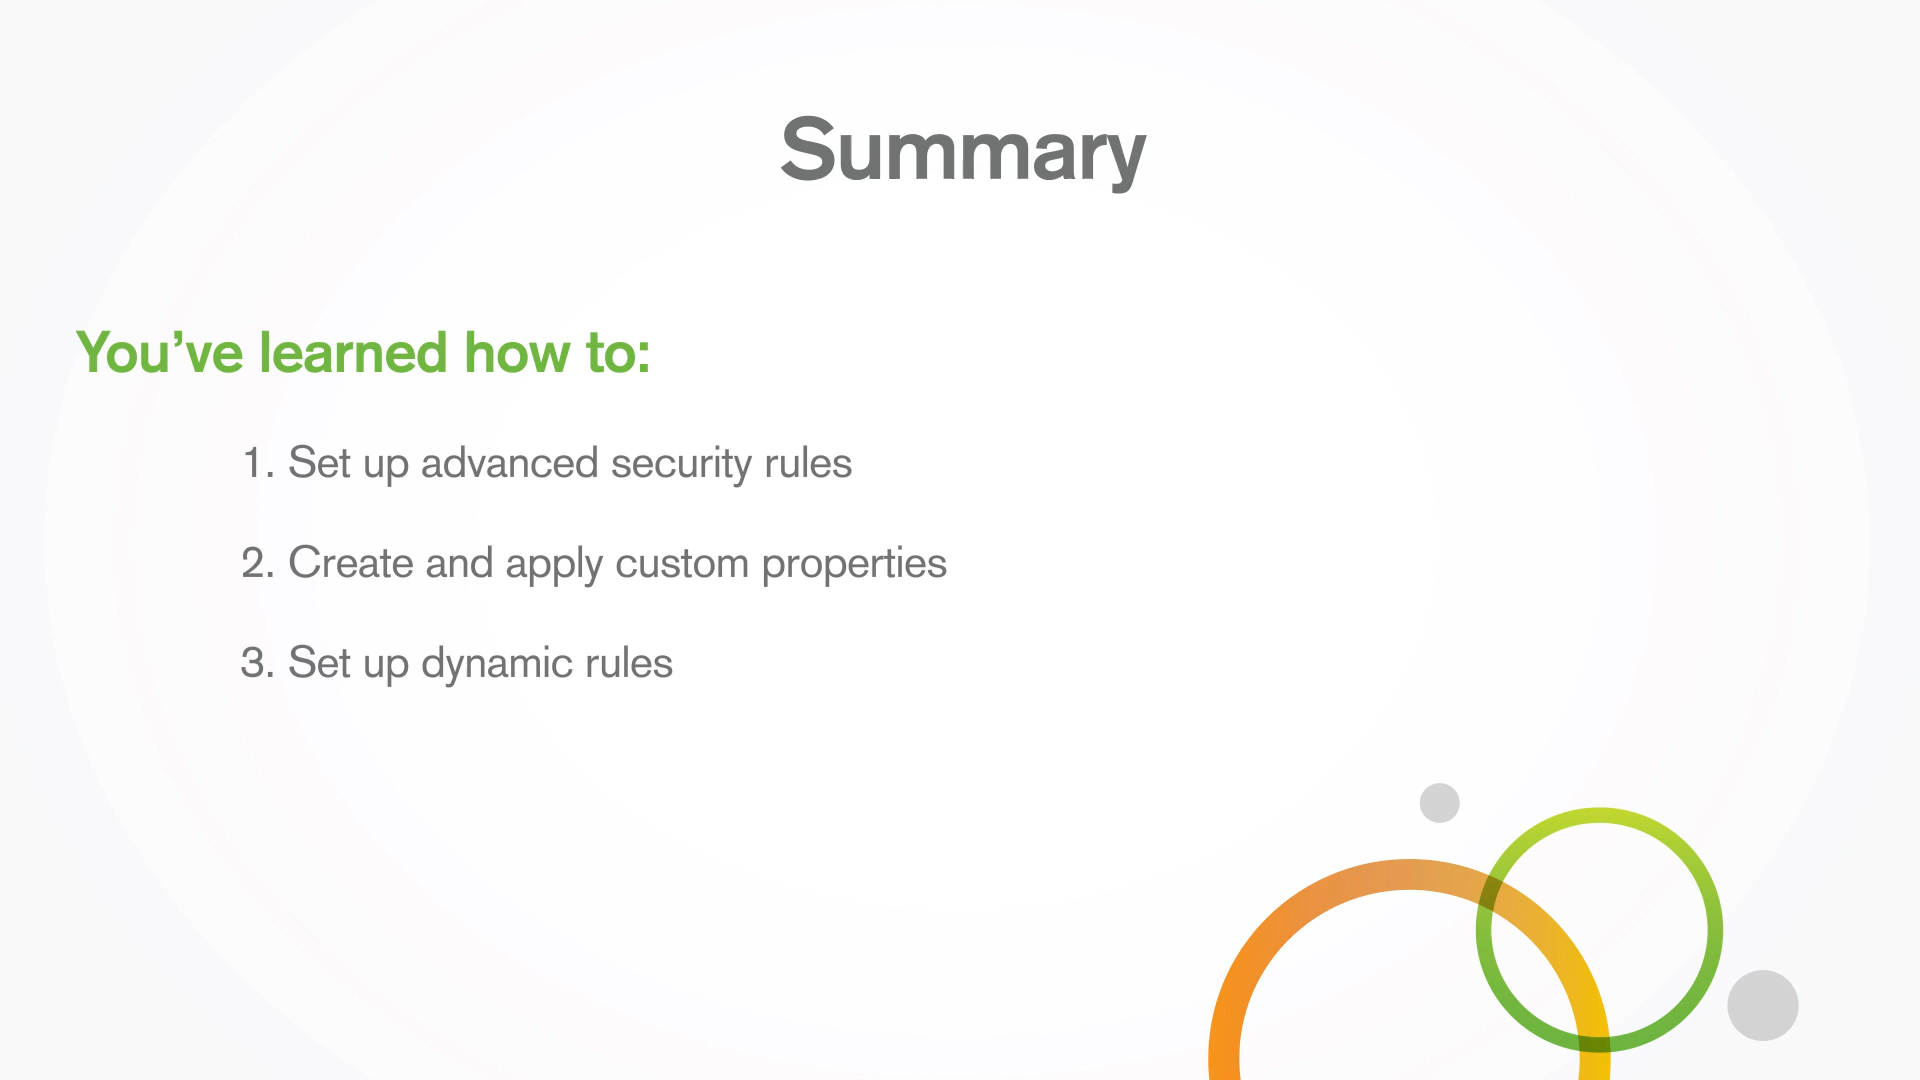 Summary
You’ve learned how to:
1. Set up advanced security rules
2. Create and apply custom properties
3. Set up dynamic rules